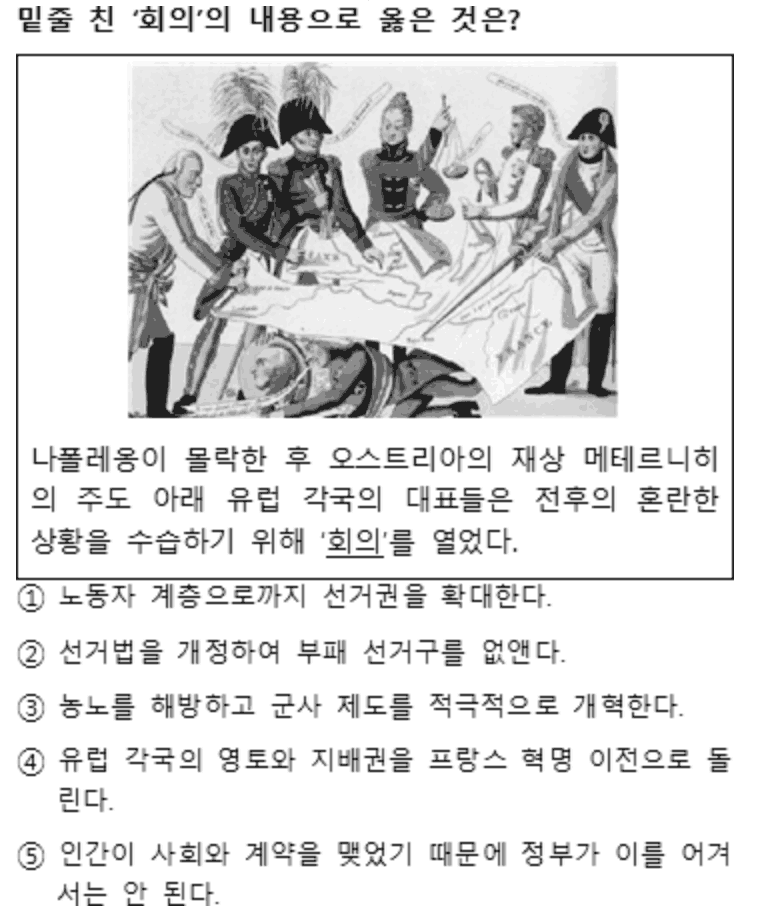 밑줄 친 ‘회의’의 내용으로 옳은 것은?
FRANCE
나폴레옹이 몰락한 후 오스트리아의 재상 메테르니히
의 주도 아래 유럽 각국의 대표들은 전후의 혼란한
상황을 수습하기 위해 ‘회의’를 열었다.
① 노동자 계층으로까지 선거권을 확대한다.
② 선거법을 개정하여 부패 선거구를 없앤다.
③ 농노를 해방하고 군사 제도를 적극적으로 개혁한다.
④ 유럽 각국의 영토와 지배권을 프랑스 혁명 이전으로 돌
린다.
⑤ 인간이 사회와 계약을 맺었기 때문에 정부가 이를 어겨
서는 안 된다.